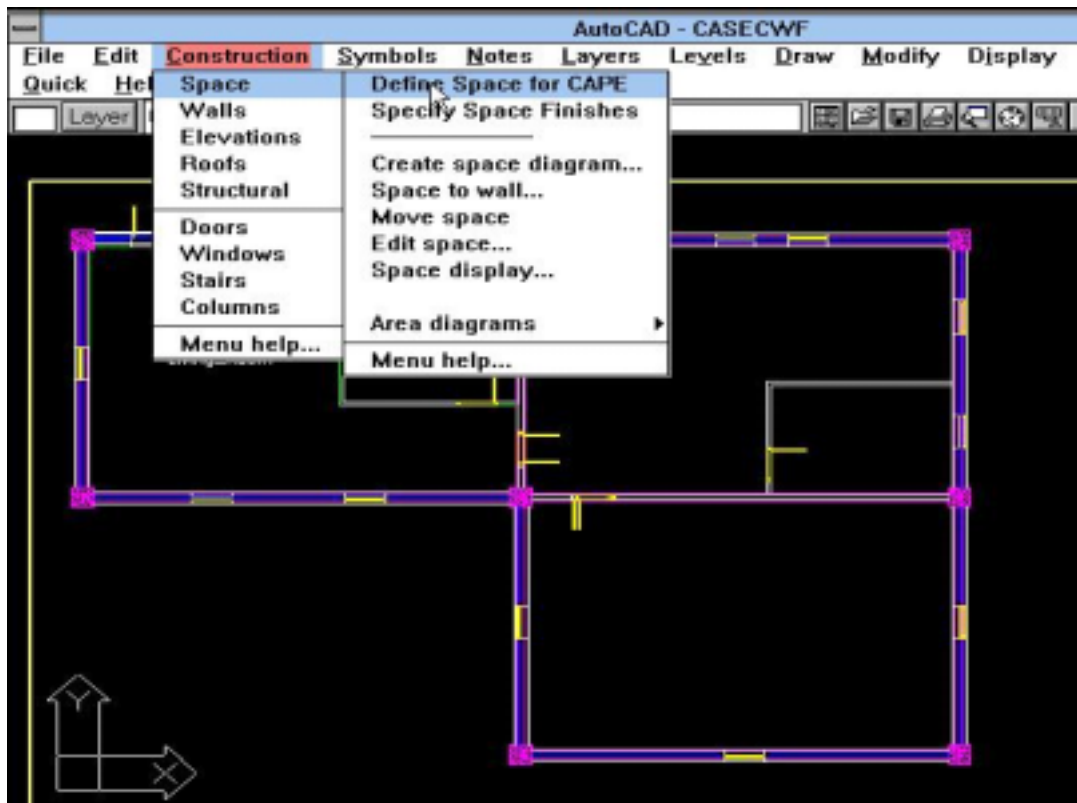 AutoCAD - CASECWF
File Edit Construction Symbols Notes Layers Levels Draw Modify Display
Quick Hel
Layer
Space
Walls
Elevations
Roofs
Structural
Doors
Windows
Stairs
Columns
Menu help...
Define Space for CAPE
Specify Space Finishes
Create space diagram...
Space to wall...
Move space
Edit space...
Space display...
Area diagrams
Menu help...
Y
X